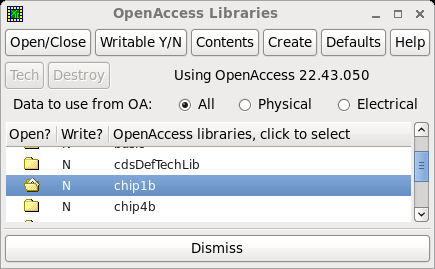 OpenAccess Libraries
Open/Close Writable Y/N Contents Create Defaults Help
Tech Destroy Using OpenAccess 22.43.050
Data to use from OA: All Physical Electrical
Open? Write? OpenAccess libraries, click to select
N cdsDefTechLib
N chip1b
N chip4b
Dismiss